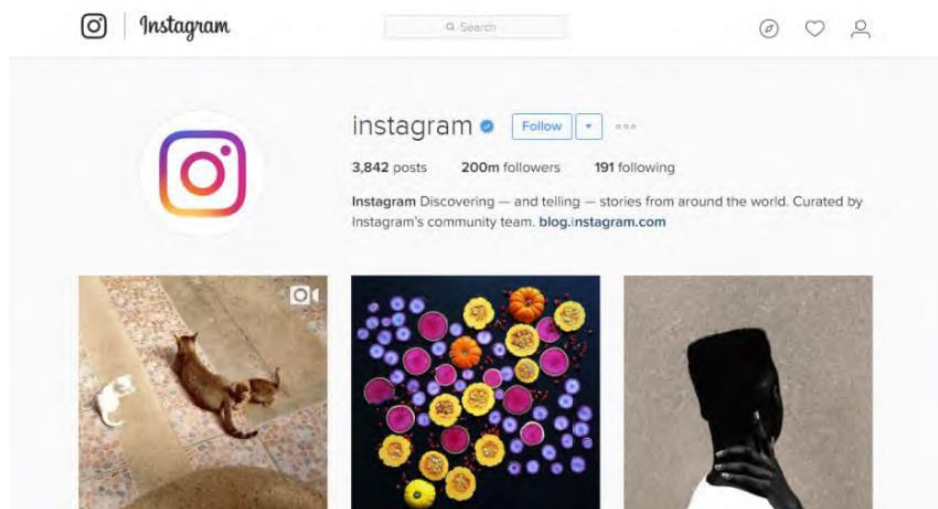 Instagram
Search
instagram Follow
3,842 posts 200m followers 191 following
Instagram Discovering — and telling — stories from around the world. Curated by
Instagram's community team. blog.instagram.com